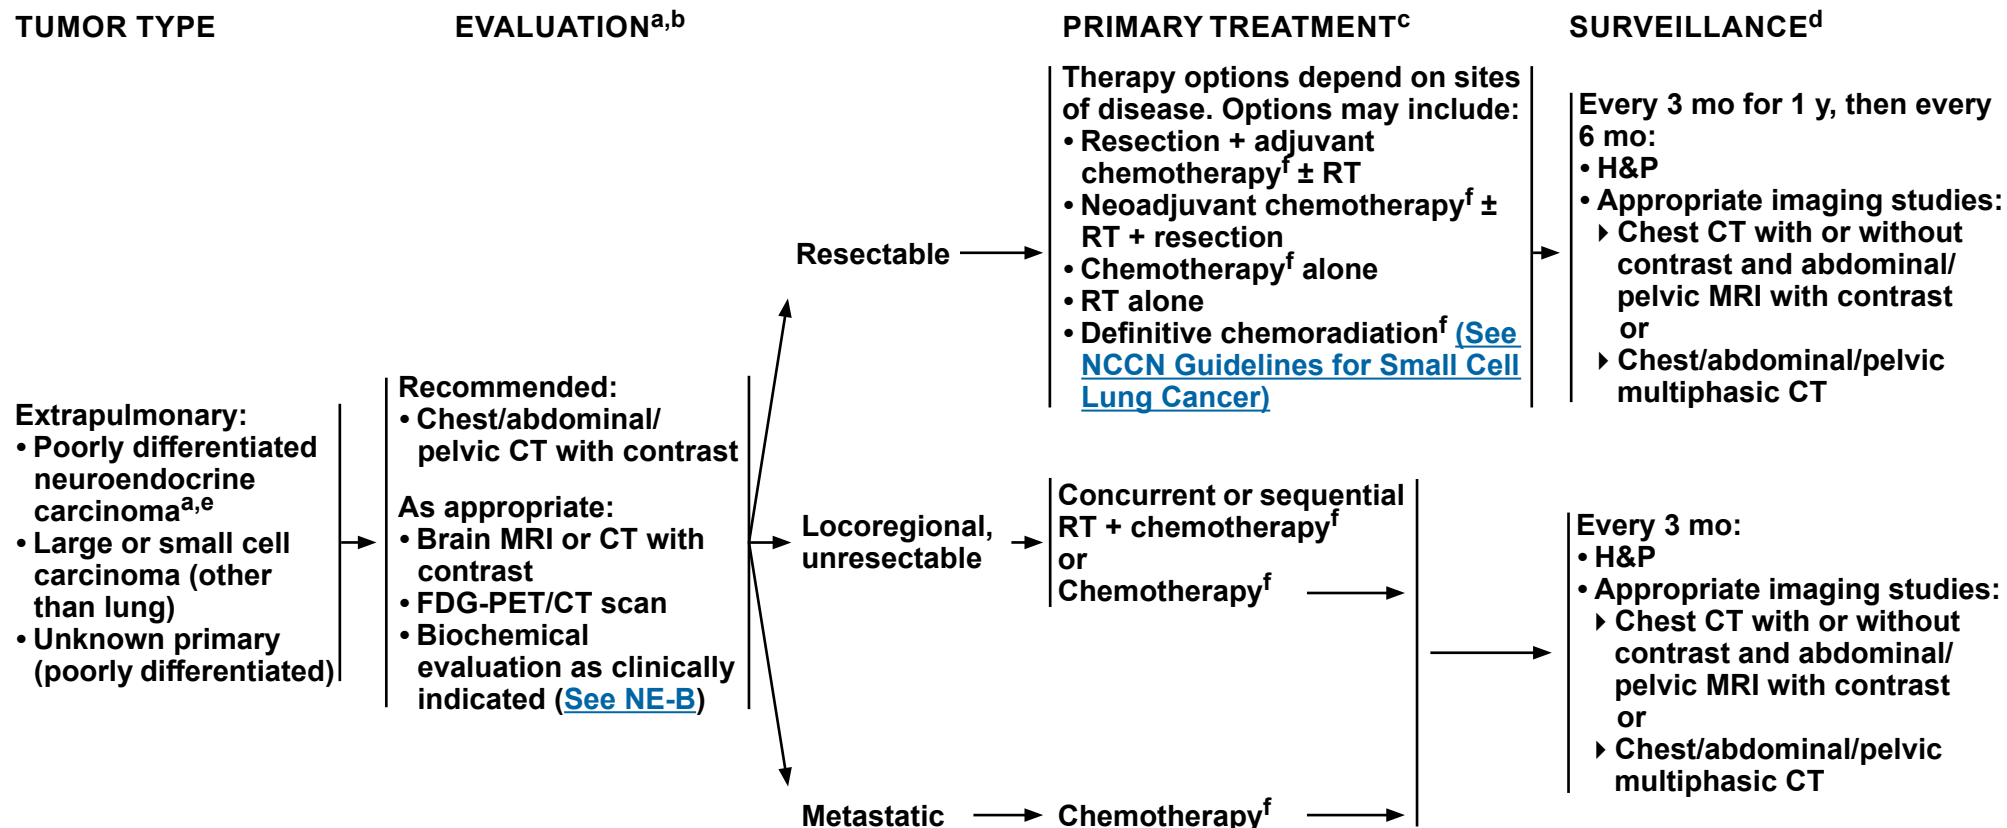 TUMOR TYPE
EVALUATIONa,b
PRIMARY TREATMENTc
SURVEILLANCEd
Extrapulmonary:
• Poorly differentiated
neuroendocrine
carcinomaa,e
• Large or small cell
carcinoma (other
than lung)
• Unknown primary
(poorly differentiated)
Recommended:
• Chest/abdominal/
pelvic CT with contrast
As appropriate:
• Brain MRI or CT with
contrast
• FDG-PET/CT scan
• Biochemical
evaluation as clinically
indicated (See NE-B)
Resectable
Therapy options depend on sites
of disease. Options may include:
• Resection + adjuvant
chemotherapyf ± RT
• Neoadjuvant chemotherapyf ±
RT + resection
• Chemotherapyf alone
• RT alone
• Definitive chemoradiationf (See
NCCN Guidelines for Small Cell
Lung Cancer)
Every 3 mo for 1 y, then every
6 mo:
• H&P
• Appropriate imaging studies:
Chest CT with or without
contrast and abdominal/
pelvic MRI with contrast
or
Chest/abdominal/pelvic
multiphasic CT
Locoregional,
unresectable
Concurrent or sequential
RT + chemotherapyf
or
Chemotherapyf
Metastatic
Chemotherapyf
Every 3 mo:
• H&P
• Appropriate imaging studies:
Chest CT with or without
contrast and abdominal/
pelvic MRI with contrast
or
Chest/abdominal/pelvic
multiphasic CT